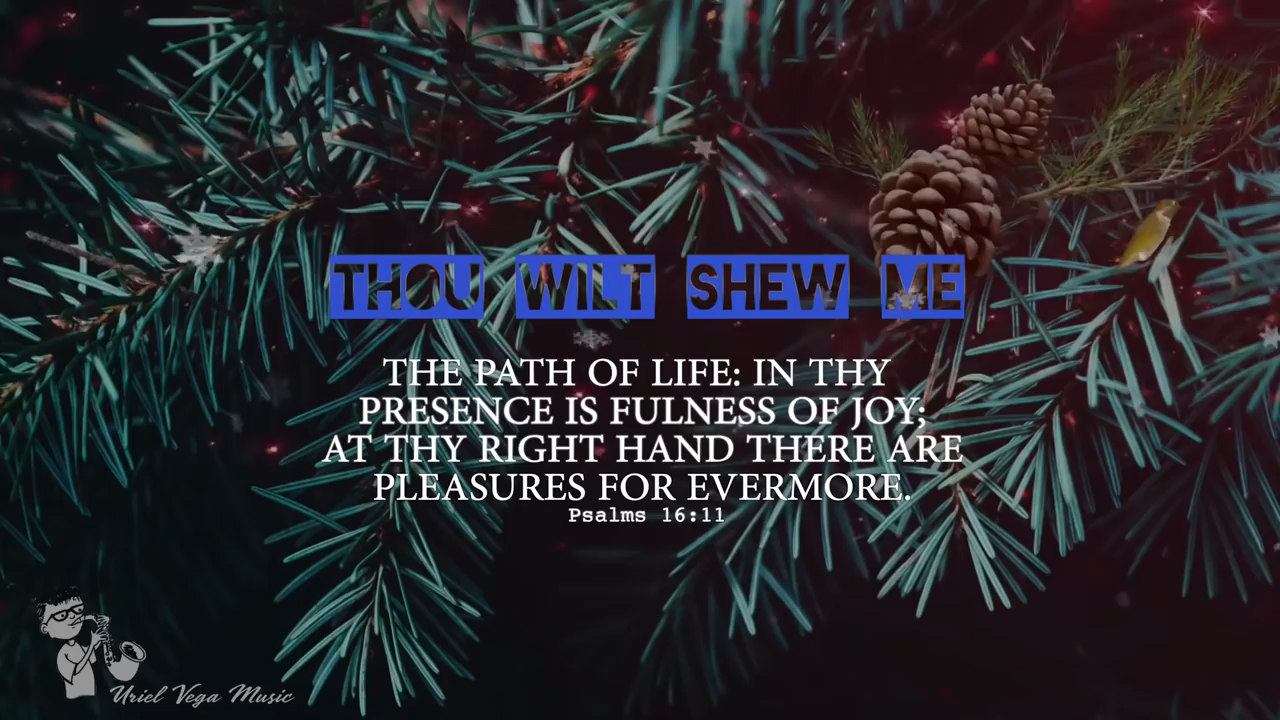 THOU WILT SHEW ME
THE PATH OF LIFE: IN THY
PRESENCE IS FULNESS OF JOY;
AT THY RIGHT HAND THERE ARE
PLEASURES FOR EVERMORE.
Psalms 16:11
Uriel Vega Music